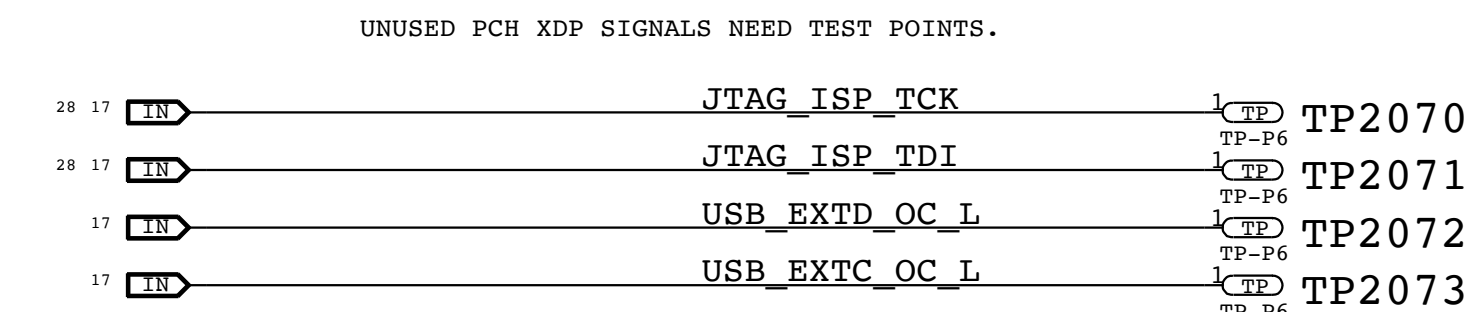 UNUSED PCH XDP SIGNALS NEED TEST POINTS.
28 17 IN JTAG_ISP_TCK 1 TP TP2070
TP-P6
28 17 IN JTAG_ISP_TDI 1 TP TP2071
TP-P6
17 IN USB_EXTD_OC_L 1 TP TP2072
TP-P6
17 IN USB_EXTC_OC_L 1 TP TP2073
TP-P6